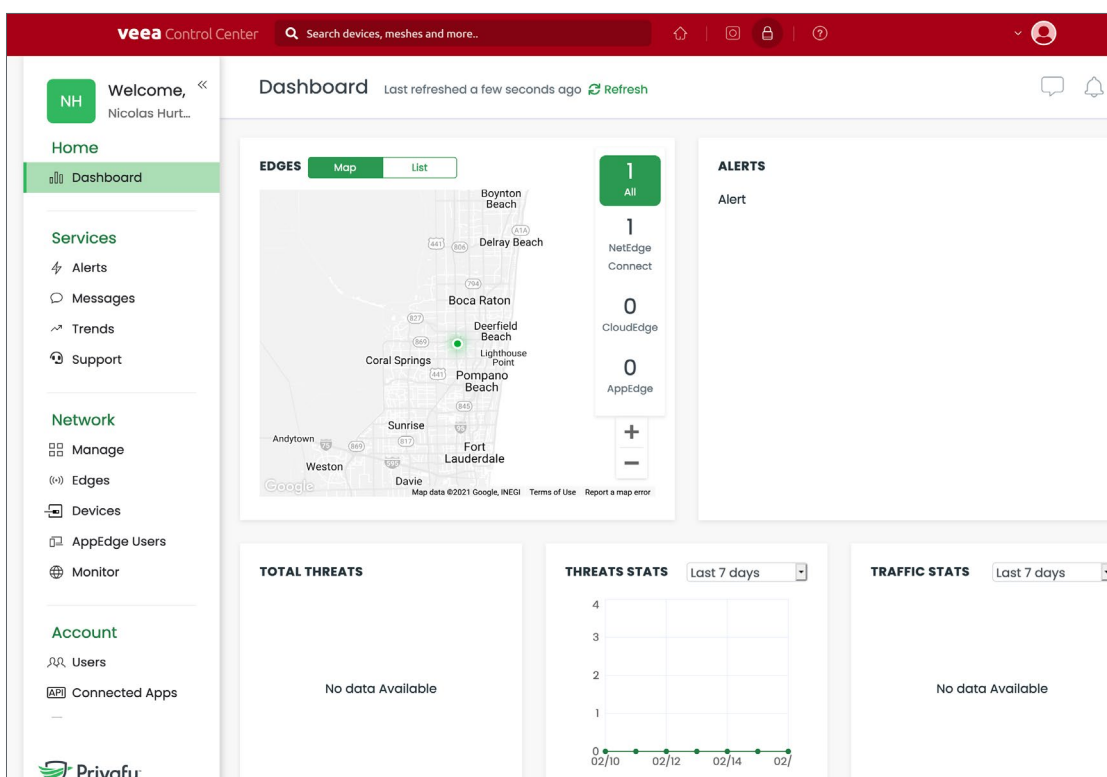 veea Control Center
Search devices, meshes and more..
NH
Welcome,
Nicolas Hurt...
Home
Dashboard
Services
Alerts
Messages
Trends
Support
Network
Manage
Edges
Devices
AppEdge Users
Monitor
Account
Users
API Connected Apps
Privafy
Dashboard Last refreshed a few seconds ago Refresh
EDGES Map List
Boynton
Beach
A1A
441 806 Delray Beach
794
Boca Raton
827
Deerfield
Beach
869
Lighthouse
Point
Coral Springs
441
Pompano
Beach
845
Sunrise
95
Andytown 75 869 817
Fort
Lauderdale
Weston 595
Davie
Google
Map data ©2021 Google, INEGI Terms of Use Report a map error
1
All
1
NetEdge
Connect
0
CloudEdge
0
AppEdge
+
−
ALERTS
Alert
TOTAL THREATS
No data Available
THREATS STATS Last 7 days
4
3
2
1
0
02/10 02/12 02/14 02/
TRAFFIC STATS Last 7 days
No data Available